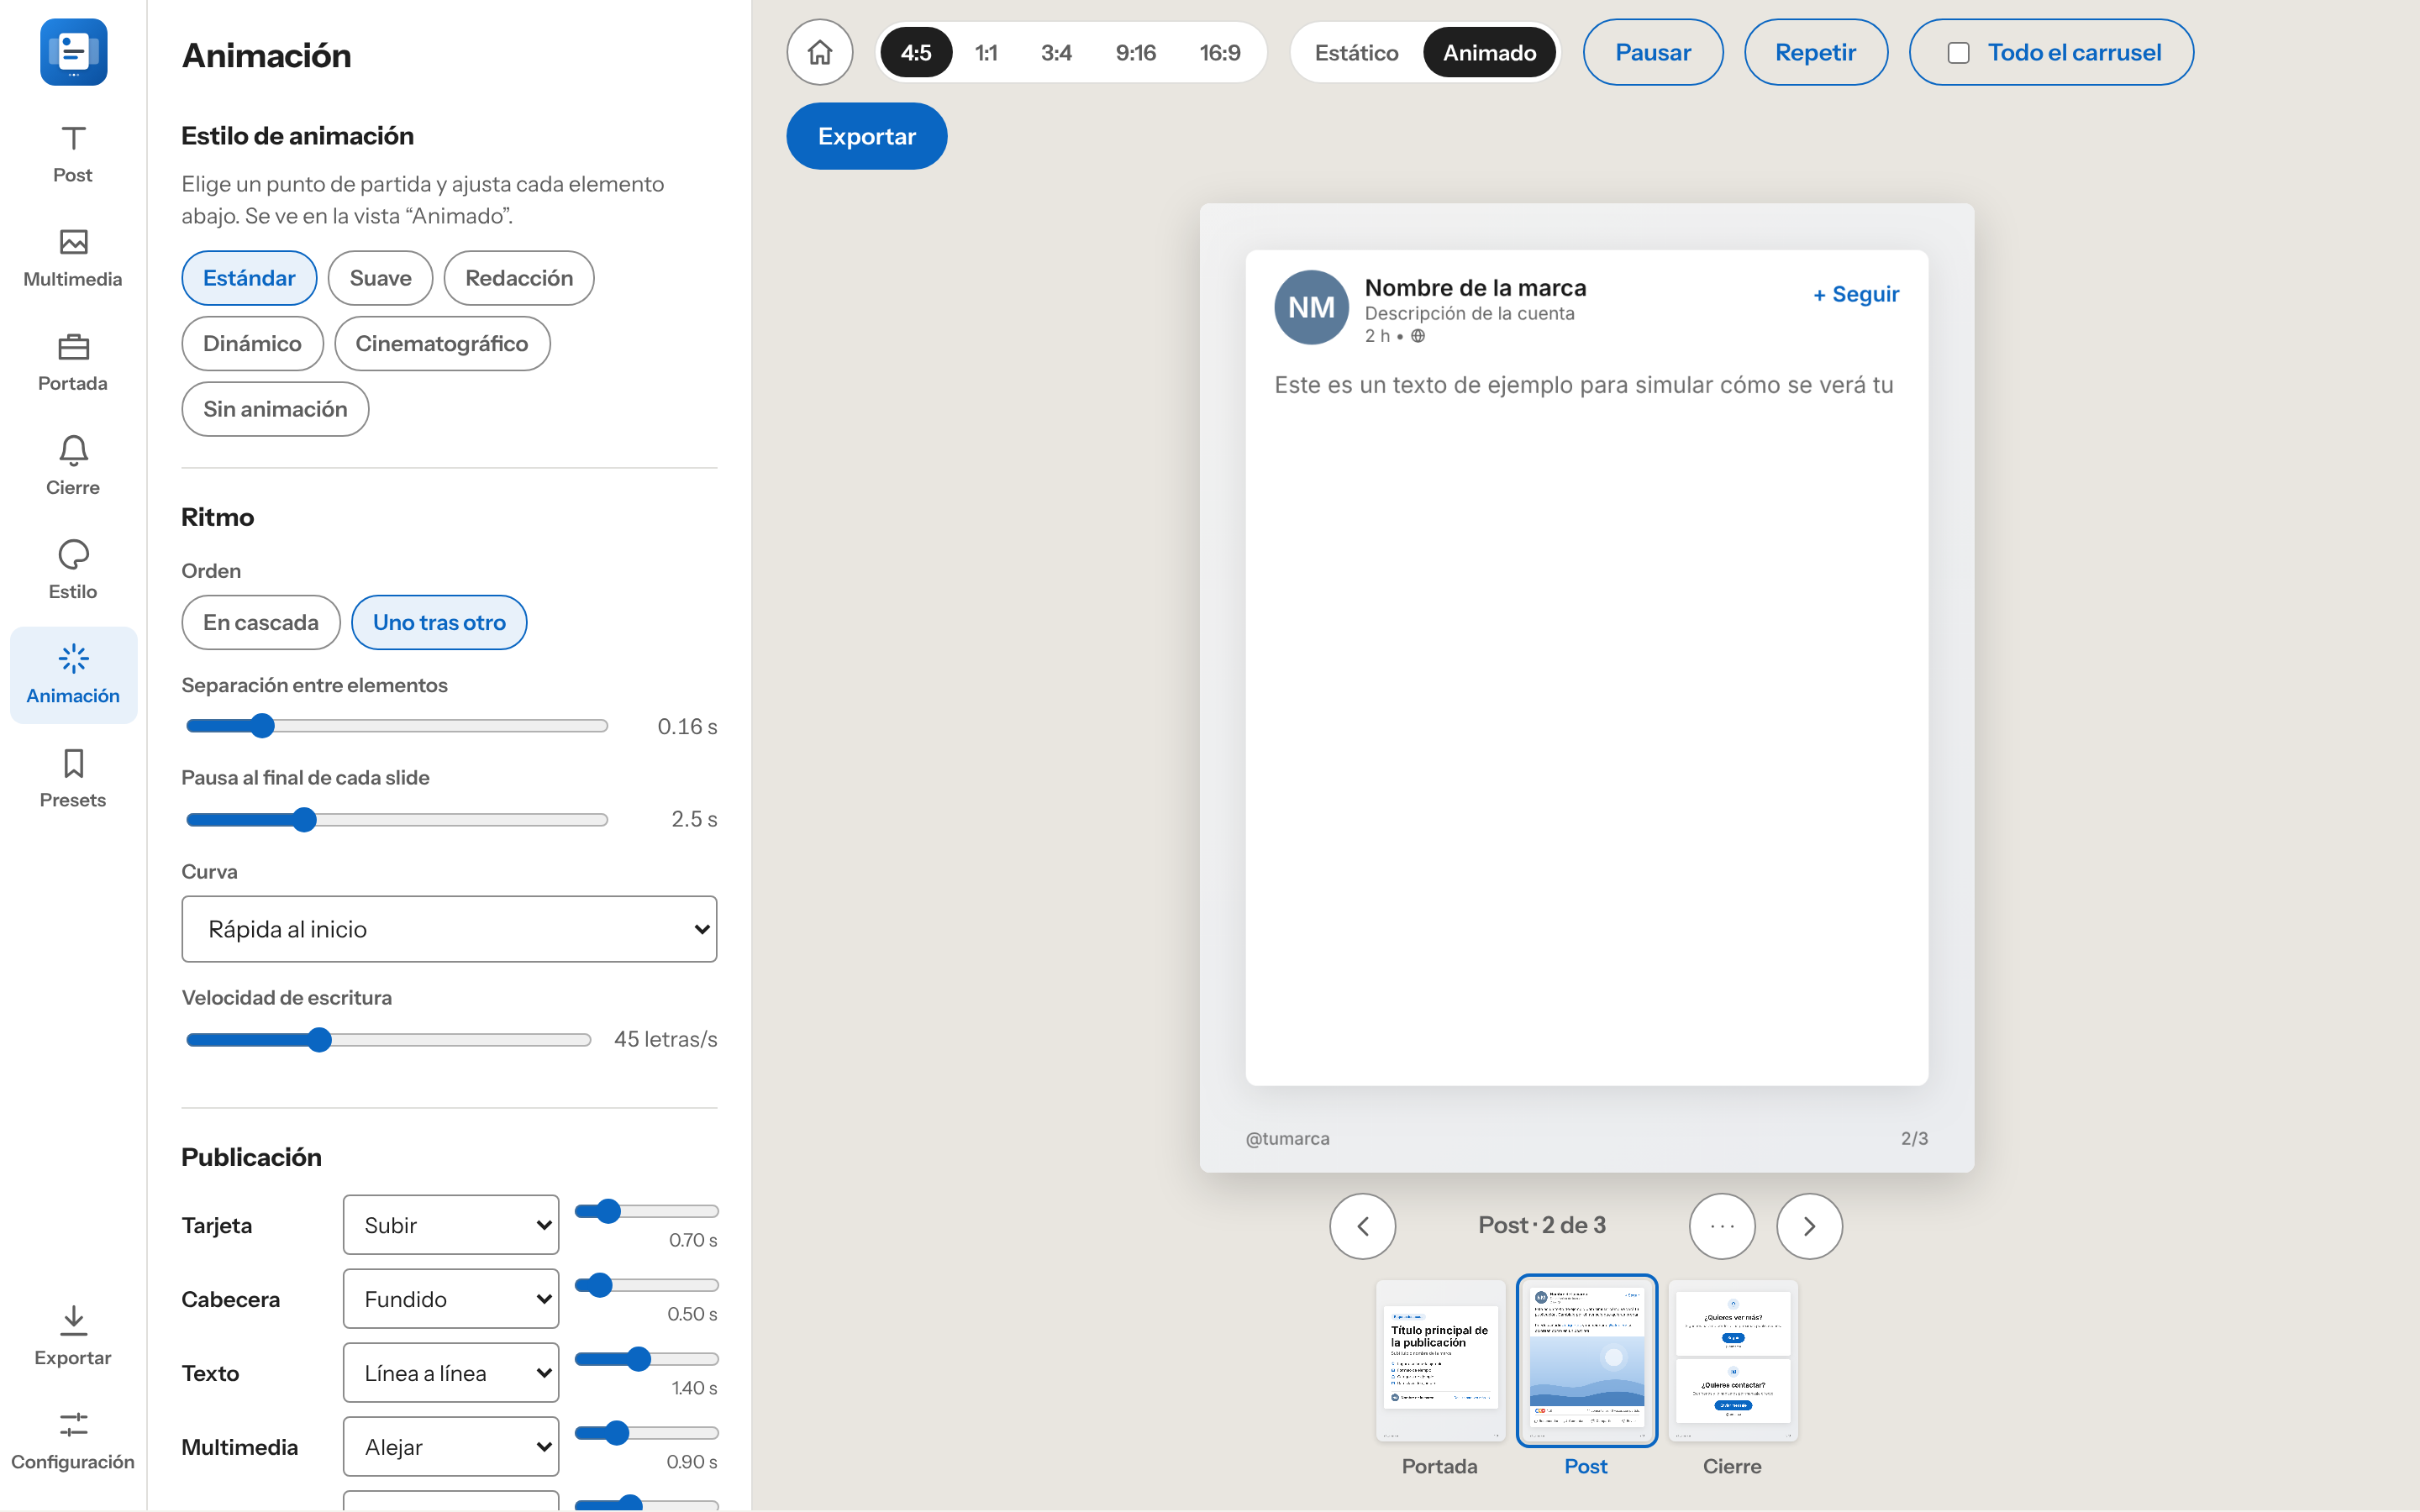 Post
Multimedia
Portada
Cierre
Estilo
Animación
Presets
Exportar
Configuración
Animación
Estilo de animación
Elige un punto de partida y ajusta cada elemento
abajo. Se ve en la vista “Animado”.
Estándar
Suave
Redacción
Dinámico
Cinematográfico
Sin animación
Ritmo
Orden
En cascada
Uno tras otro
Separación entre elementos
0.16 s
Pausa al final de cada slide
2.5 s
Curva
Rápida al inicio
Velocidad de escritura
45 letras/s
Publicación
Tarjeta
Subir
0.70 s
Cabecera
Fundido
0.50 s
Texto
Línea a línea
1.40 s
Multimedia
Alejar
0.90 s
4:5
1:1
3:4
9:16
16:9
Estático
Animado
Pausar
Repetir
Todo el carrusel
Exportar
NM
Nombre de la marca
+ Seguir
Descripción de la cuenta
2 h •
Este es un texto de ejemplo para simular cómo se verá tu
@tumarca
2/3
Post · 2 de 3
Título principal de
la publicación
¿Quieres ver más?
¿Quieres contactar?
Portada
Post
Cierre